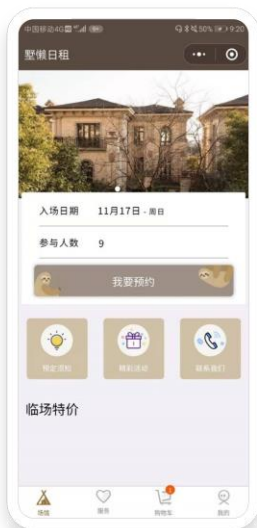 中国移动4G 50% 9:20
墅懒日租
入场日期 11月17日 - 周日
参与人数 9
我要预约
预定须知 精彩活动 联系我们
临场特价
1
场馆 服务 购物车 我的